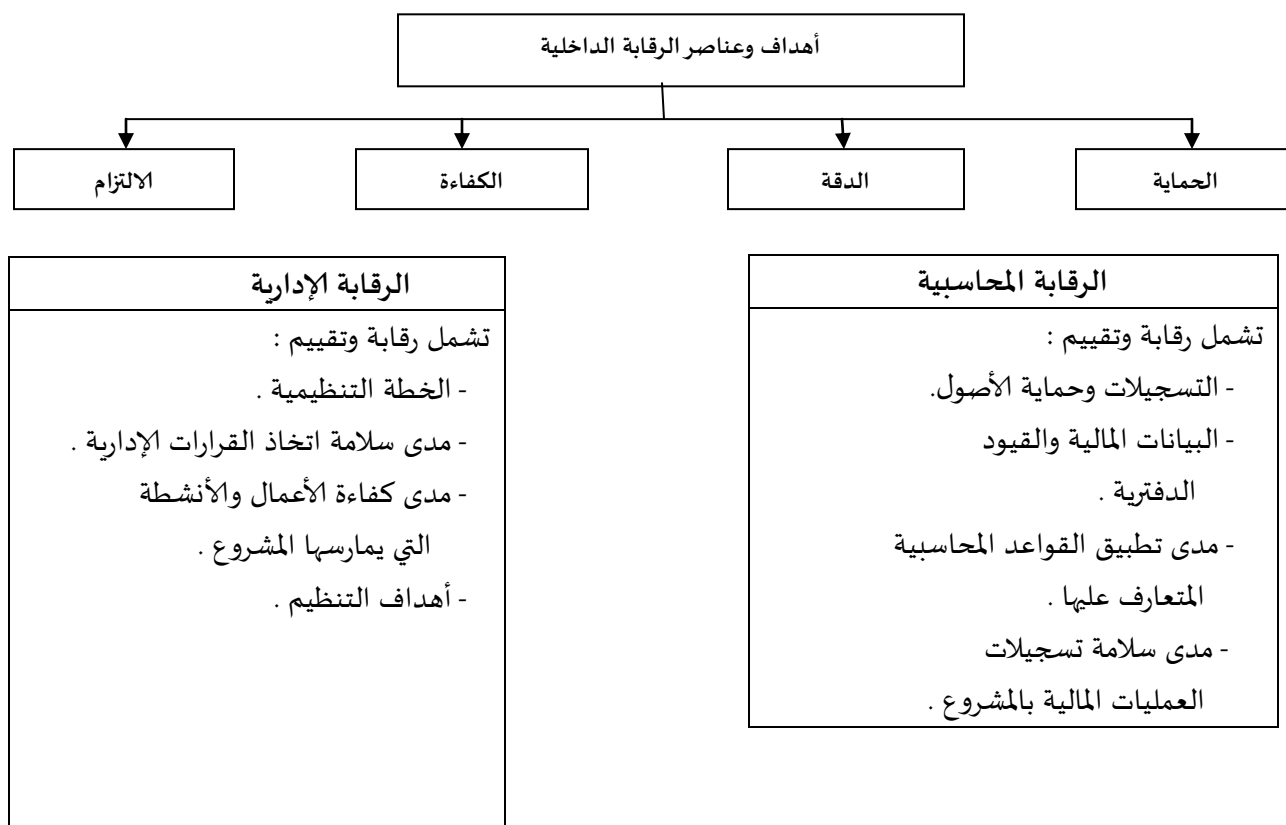 أهداف وعناصر الرقابة الداخلية
الحماية
الدقة
الكفاءة
الالتزام
الرقابة المحاسبية
تشمل رقابة وتقييم :
- التسجيلات وحماية الأصول.
- البيانات المالية والقيود
الدفترية .
- مدى تطبيق القواعد المحاسبية
المتعارف عليها .
- مدى سلامة تسجيلات
العمليات المالية بالمشروع .
الرقابة الإدارية
تشمل رقابة وتقييم :
- الخطة التنظيمية .
- مدى سلامة اتخاذ القرارات الإدارية .
- مدى كفاءة الأعمال والأنشطة
التي يمارسها المشروع .
- أهداف التنظيم .